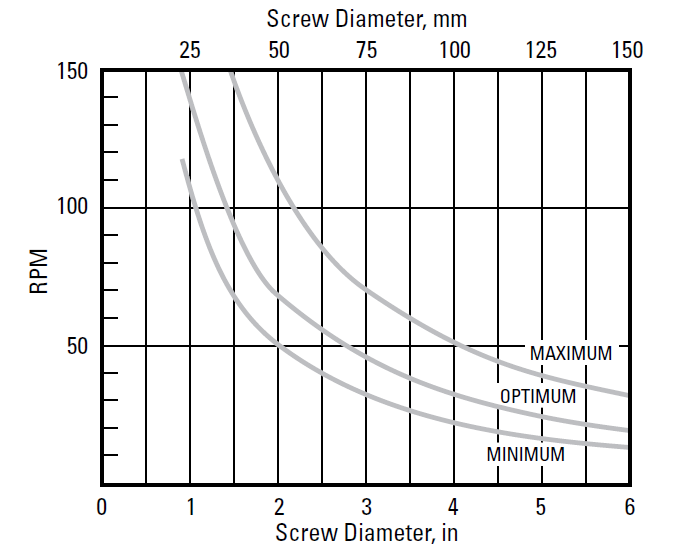 Screw Diameter, mm
25 50 75 100 125 150
150
100
RPM
50
MAXIMUM
OPTIMUM
MINIMUM
0 1 2 3 4 5 6
Screw Diameter, in